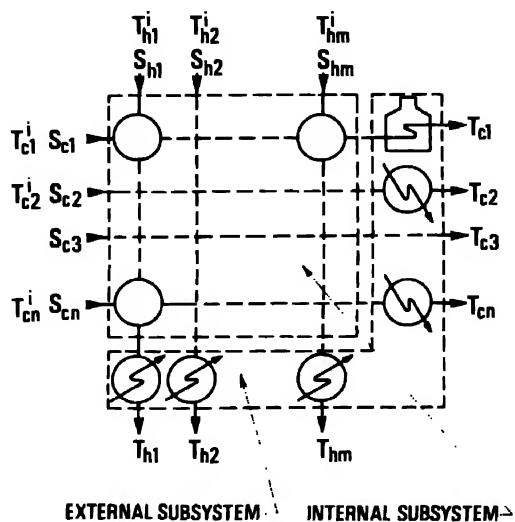 T^i_h1 T^i_h2 T^i_hm
S_h1 S_h2 S_hm
T^i_c1 S_c1 T_c1
T^i_c2 S_c2 T_c2
S_c3 T_c3
T^i_cn S_cn T_cn
T_h1 T_h2 T_hm
EXTERNAL SUBSYSTEM INTERNAL SUBSYSTEM